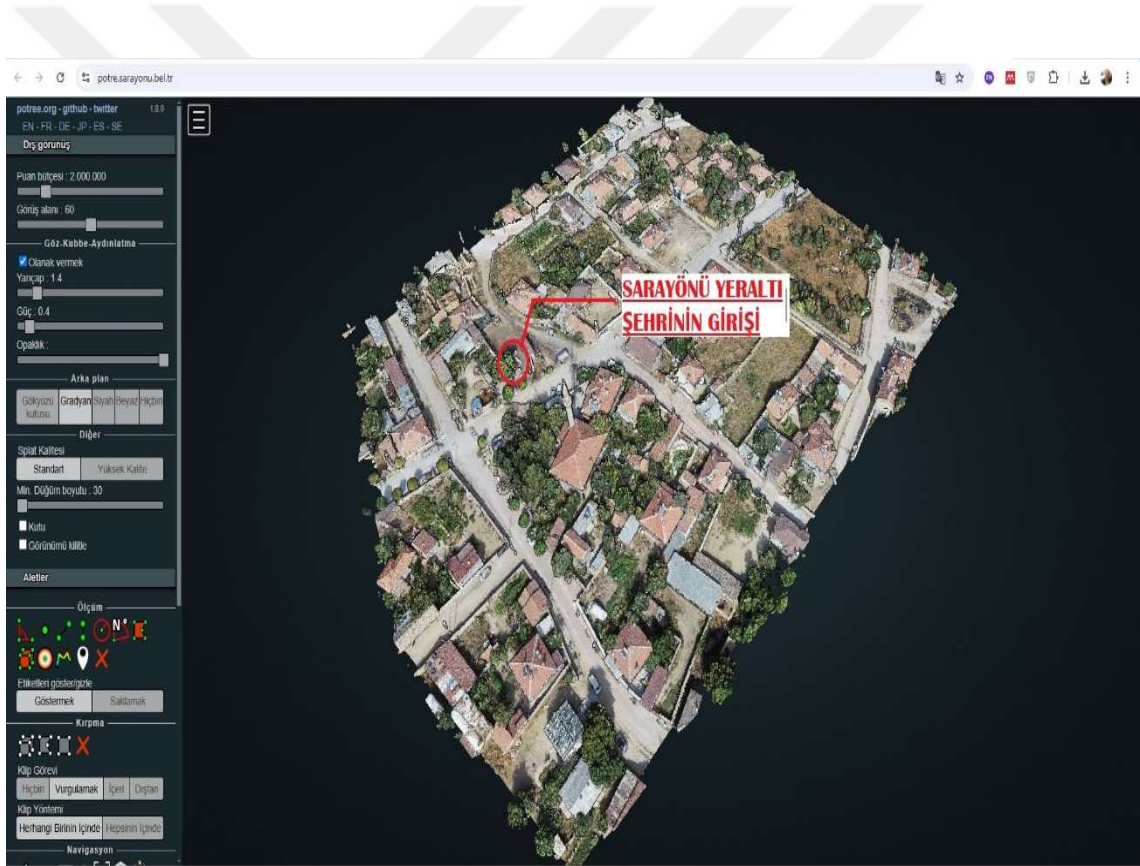 potre.sarayonu.bel.tr
potree.org - github - twitter 1.8.0
EN - FR - DE - JP - ES - SE
Dış görünüş
Puan bütçesi : 2.000.000
Görüş alanı : 60
Göz-Kubbe-Aydınlatma
Olanak vermek
Yarıçap : 1.4
Güç : 0.4
Opaklık :
Arka plan
Gökyüzü kutusu Gradyan Siyah Beyaz Hiçbiri
Diğer
Splat Kalitesi
Standart Yüksek Kalite
Min. Düğüm boyutu : 30
Kutu
Görünümü kilitle
Aletler
Ölçüm
N°
Etiketleri göster/gizle
Göstermek Saklamak
Kırpma
Klip Görevi
Hiçbiri Vurgulamak İçeri Dıştan
Klip Yöntemi
Herhangi Birinin İçinde Hepsinin İçinde
Navigasyon
SARAYÖNÜ YERALTI
ŞEHRİNİN GİRİŞİ